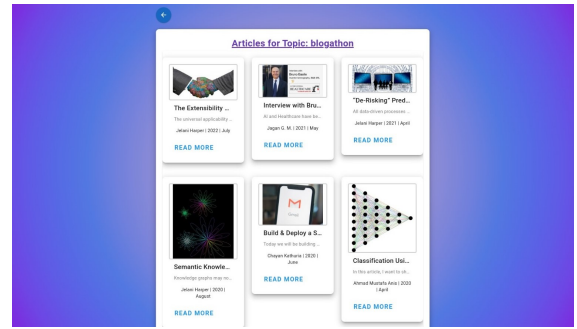 Articles for Topic: blogathon
The Extensibility ...
The universal applicability ...
Jelani Harper | 2022 | July
READ MORE
Interview with Bru...
AI and Healthcare have be...
Jagan G. M. | 2021 | May
READ MORE
"De-Risking" Pred...
All data-driven processes ...
Jelani Harper | 2021 | April
READ MORE
Semantic Knowle...
Knowledge graphs may no...
Jelani Harper | 2020 |
August
READ MORE
Build & Deploy a S...
Today we will be building ...
Chayan Kathuria | 2020 |
June
READ MORE
Classification Usi...
In this article, I want to sh...
Ahmad Mustafa Anis | 2020
| April
READ MORE